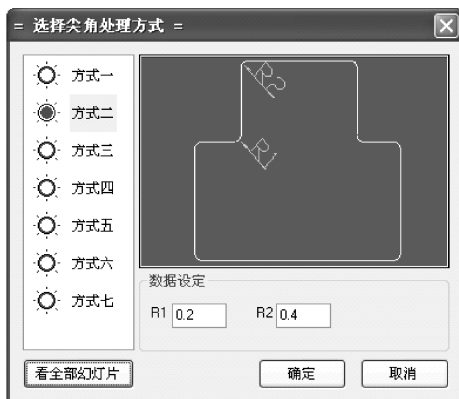 = 选择尖角处理方式 =
方式一
方式二
方式三
方式四
方式五
方式六
方式七
R2
R1
数据设定
R1 0.2 R2 0.4
看全部幻灯片 确定 取消